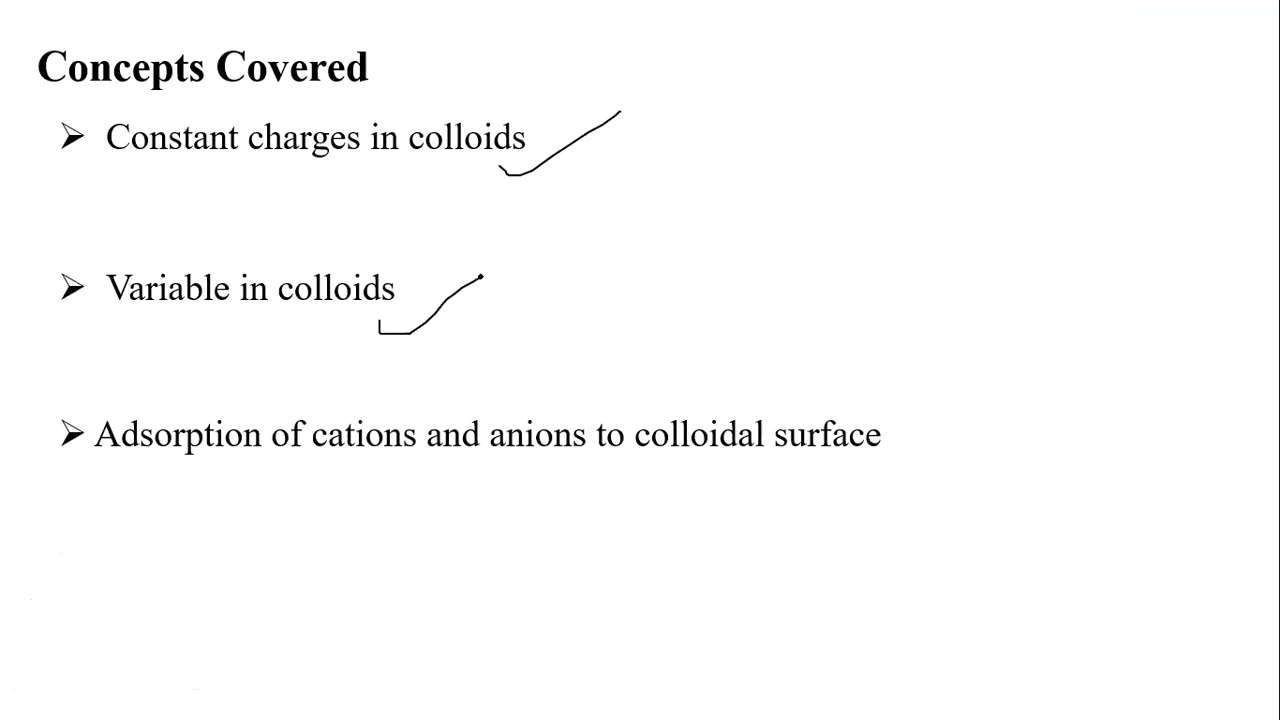 Concepts Covered
➢ Constant charges in colloids
➢ Variable in colloids
➢ Adsorption of cations and anions to colloidal surface